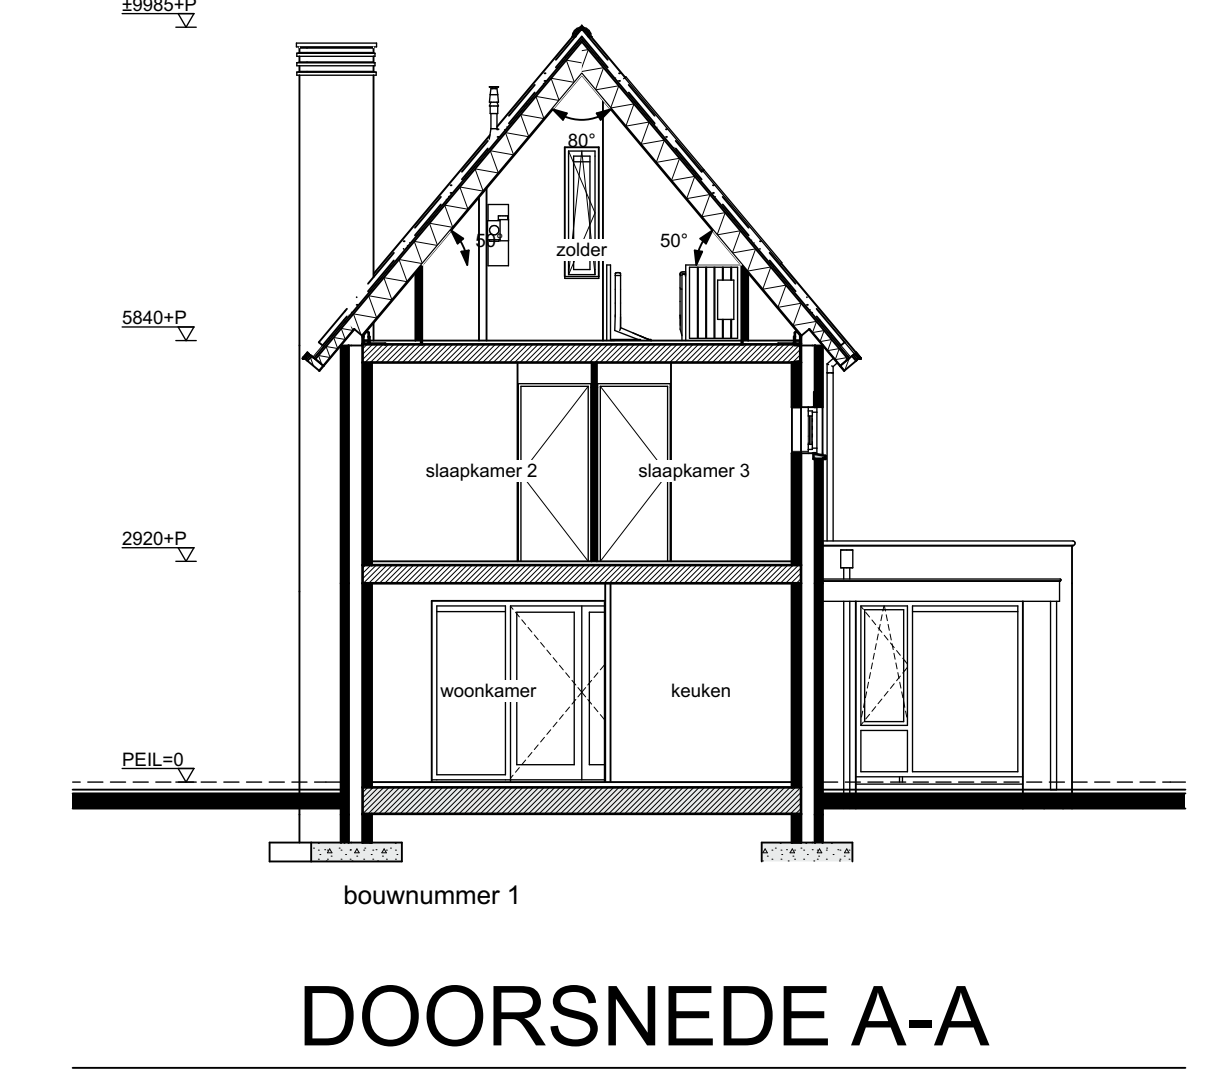 ±9985+P
80°
50°
50°
zolder
5840+P
slaapkamer 2
slaapkamer 3
2920+P
woonkamer
keuken
PEIL=0
bouwnummer 1
DOORSNEDE A-A